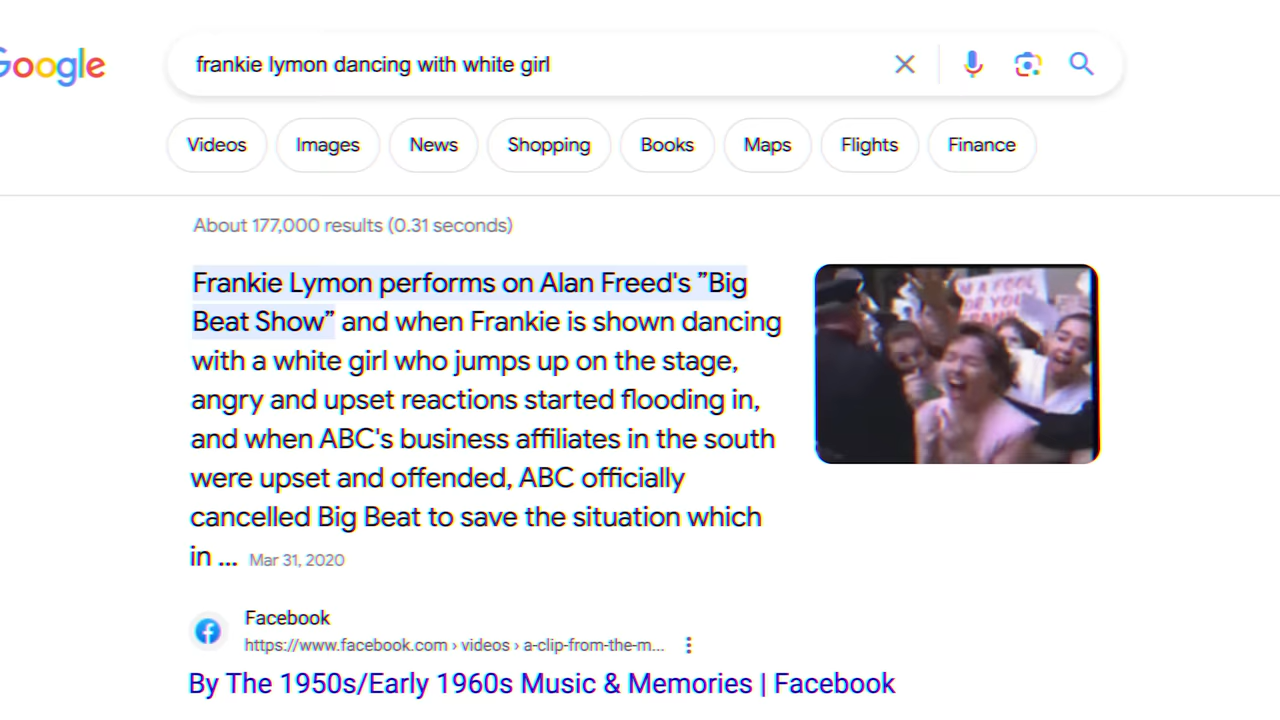 Google
frankie lymon dancing with white girl
Videos
Images
News
Shopping
Books
Maps
Flights
Finance
About 177,000 results (0.31 seconds)
Frankie Lymon performs on Alan Freed's ”Big
Beat Show” and when Frankie is shown dancing
with a white girl who jumps up on the stage,
angry and upset reactions started flooding in,
and when ABC's business affiliates in the south
were upset and offended, ABC officially
cancelled Big Beat to save the situation which
in ... Mar 31, 2020
A FOOL
YOU
Facebook
https://www.facebook.com › videos › a-clip-from-the-m...
By The 1950s/Early 1960s Music & Memories | Facebook